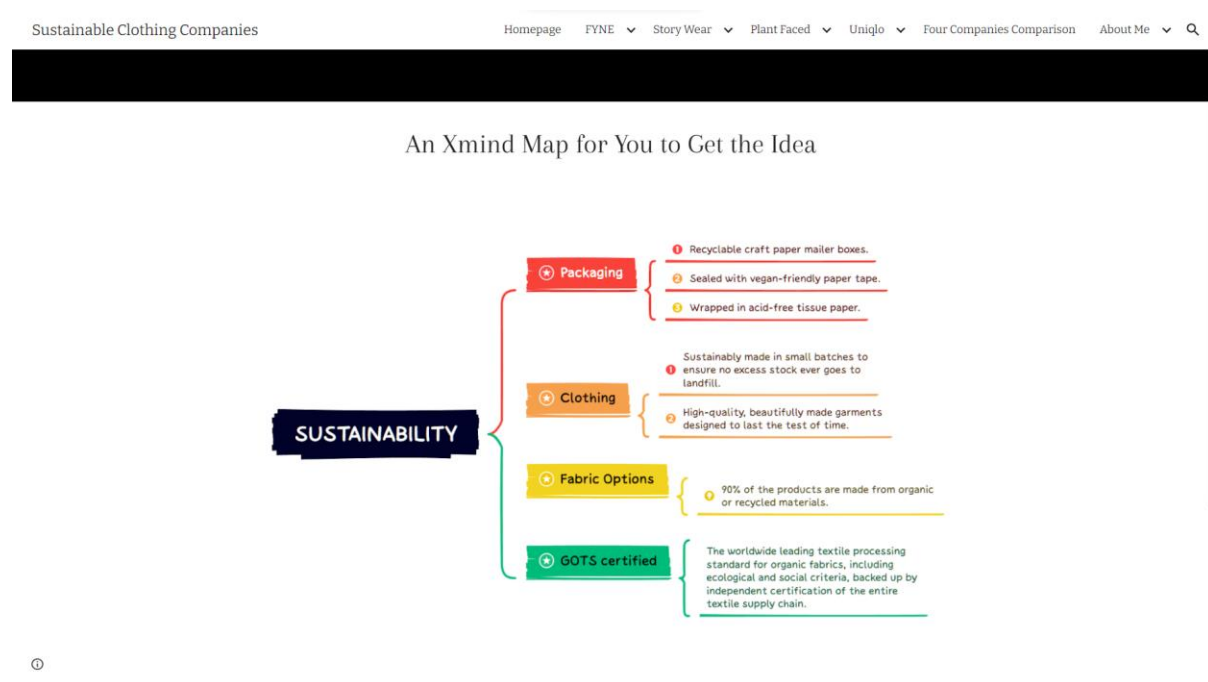 Sustainable Clothing Companies
Homepage FYNE Story Wear Plant Faced Uniqlo Four Companies Comparison About Me
An Xmind Map for You to Get the Idea
SUSTAINABILITY
Packaging
1 Recyclable craft paper mailer boxes.
2 Sealed with vegan-friendly paper tape.
3 Wrapped in acid-free tissue paper.
Clothing
1 Sustainably made in small batches to
ensure no excess stock ever goes to
landfill.
2 High-quality, beautifully made garments
designed to last the test of time.
Fabric Options
90% of the products are made from organic
or recycled materials.
GOTS certified
The worldwide leading textile processing
standard for organic fabrics, including
ecological and social criteria, backed up by
independent certification of the entire
textile supply chain.